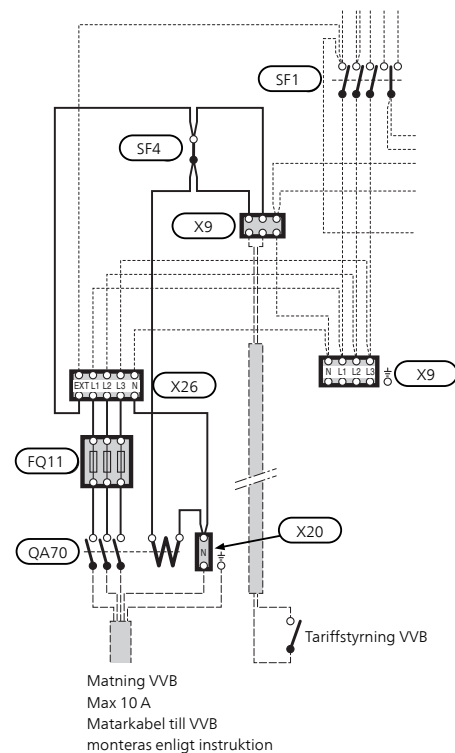 SF1
SF4
X9
N L1 L2 L3
X9
EXT L1 L2 L3 N
X26
FQ11
X20
QA70
N
Tariffstyrning VVB
Matning VVB
Max 10 A
Matarkabel till VVB
monteras enligt instruktion